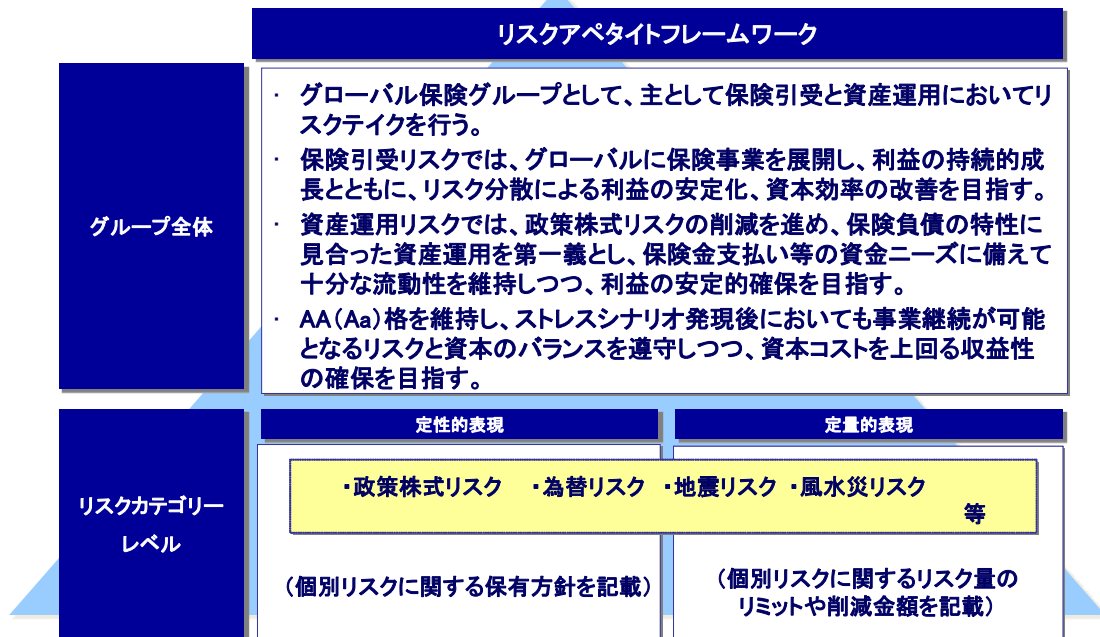 リスクアペタイトフレームワーク
グループ全体
・ グローバル保険グループとして、主として保険引受と資産運用においてリ
スクテイクを行う。
・ 保険引受リスクでは、グローバルに保険事業を展開し、利益の持続的成
長とともに、リスク分散による利益の安定化、資本効率の改善を目指す。
・ 資産運用リスクでは、政策株式リスクの削減を進め、保険負債の特性に
見合った資産運用を第一義とし、保険金支払い等の資金ニーズに備えて
十分な流動性を維持しつつ、利益の安定的確保を目指す。
・ AA(Aa)格を維持し、ストレスシナリオ発現後においても事業継続が可能
となるリスクと資本のバランスを遵守しつつ、資本コストを上回る収益性
の確保を目指す。
リスクカテゴリー
レベル
定性的表現
定量的表現
・政策株式リスク ・為替リスク ・地震リスク ・風水災リスク
等
(個別リスクに関する保有方針を記載)
(個別リスクに関するリスク量の
リミットや削減金額を記載)